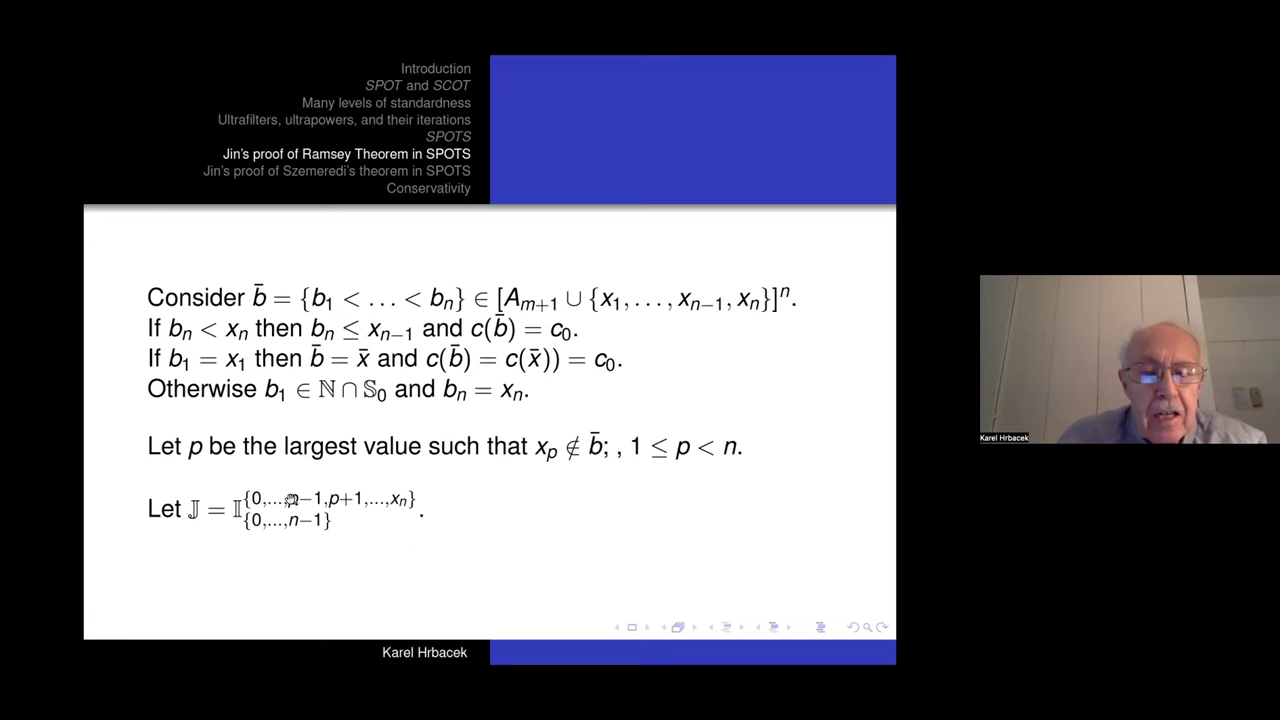 Introduction
SPOT and SCOT
Many levels of standardness
Ultrafilters, ultrapowers, and their iterations
SPOTS
Jin's proof of Ramsey Theorem in SPOTS
Jin's proof of Szemeredi's theorem in SPOTS
Conservativity
Consider b̄ = {b₁ < … < bₙ} ∈ [Aₘ₊₁ ∪ {x₁, …, xₙ₋₁, xₙ}]ⁿ.
If bₙ < xₙ then bₙ ≤ xₙ₋₁ and c(b̄) = c₀.
If b₁ = x₁ then b̄ = x̄ and c(b̄) = c(x̄)) = c₀.
Otherwise b₁ ∈ ℕ ∩ 𝕊₀ and bₙ = xₙ.
Let p be the largest value such that xₚ ∉ b̄; , 1 ≤ p < n.
Let 𝕁 = 𝕀_{{0,…,n−1}}^{{0,…,p−1,p+1,…,xₙ}}.
Karel Hrbacek
Karel Hrbacek